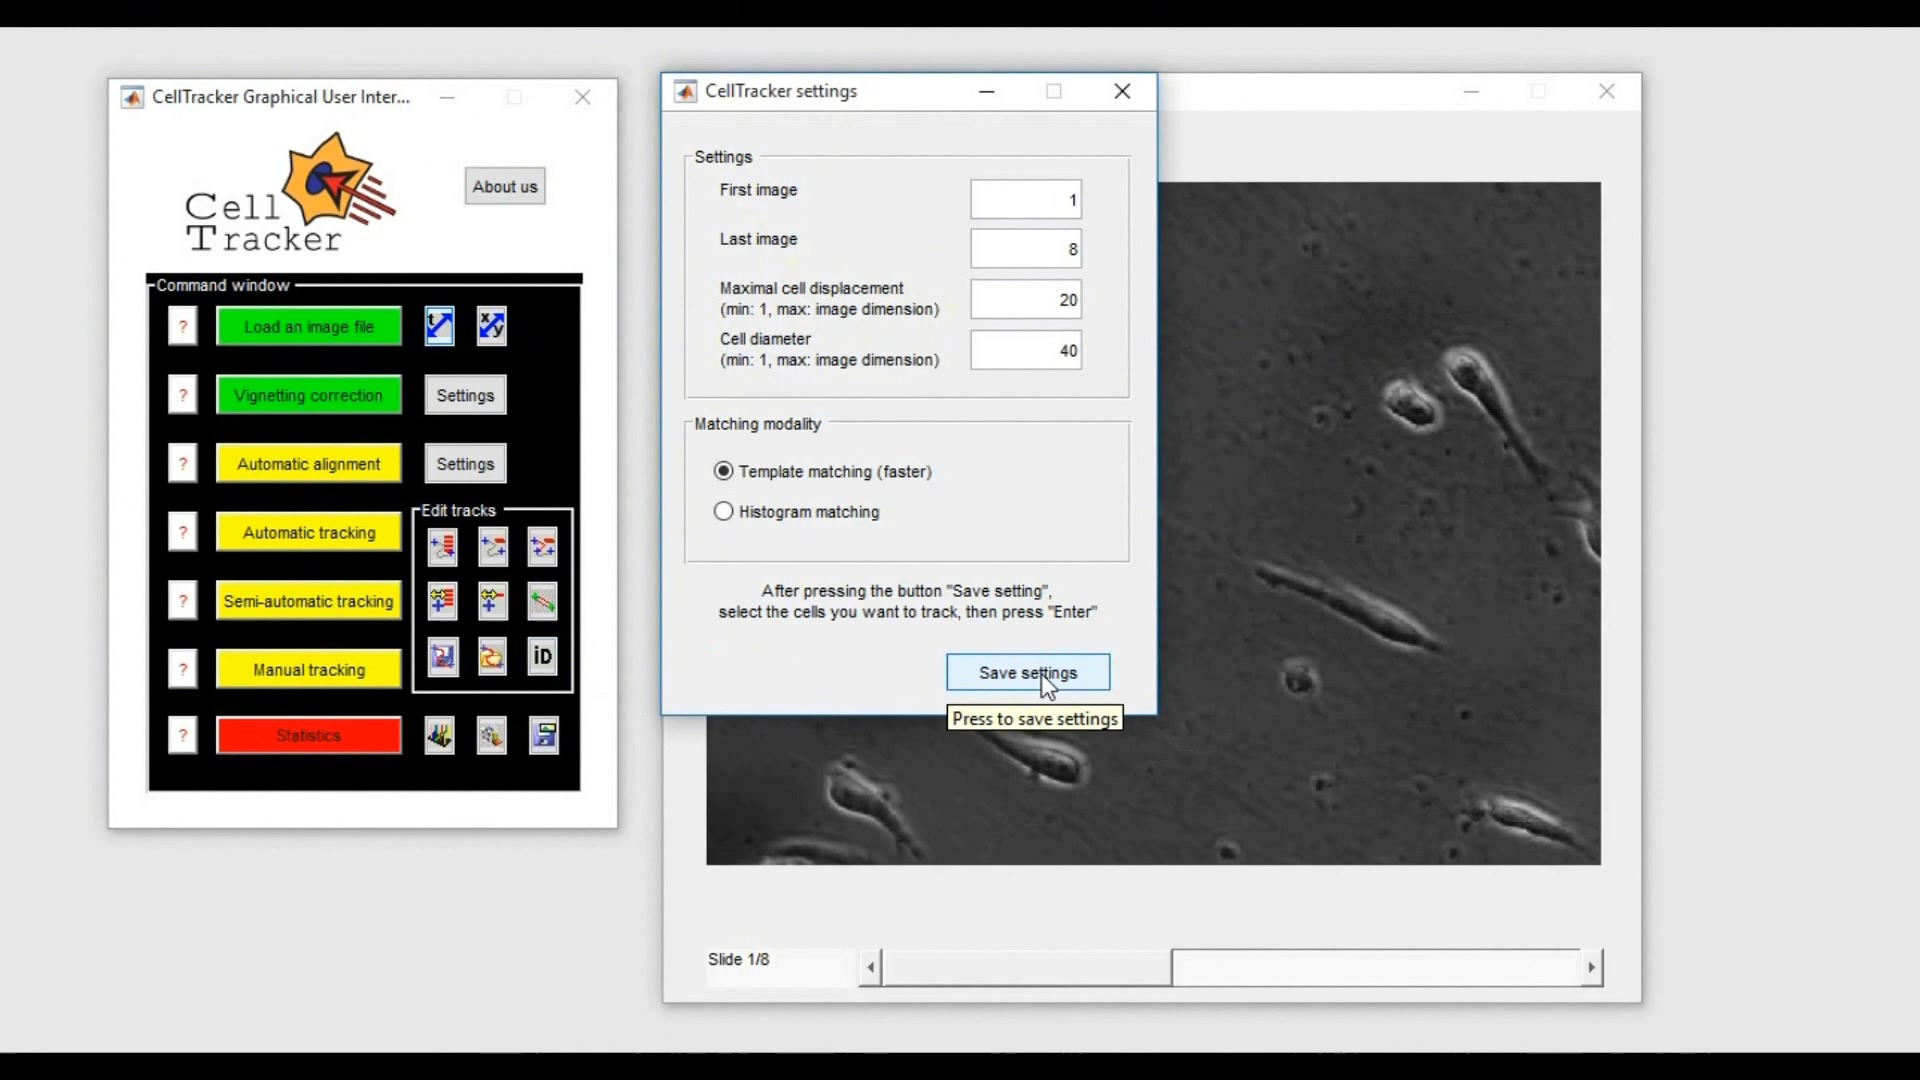 CellTracker Graphical User Inter...
Cell
Tracker
About us
Command window
? Load an image file t x y
? Vignetting correction Settings
? Automatic alignment Settings
Edit tracks
? Automatic tracking
? Semi-automatic tracking
? Manual tracking iD
? Statistics
CellTracker settings
Settings
First image 1
Last image 8
Maximal cell displacement
(min: 1, max: image dimension) 20
Cell diameter
(min: 1, max: image dimension) 40
Matching modality
Template matching (faster)
Histogram matching
After pressing the button "Save setting",
select the cells you want to track, then press "Enter"
Save settings
Press to save settings
Slide 1/8